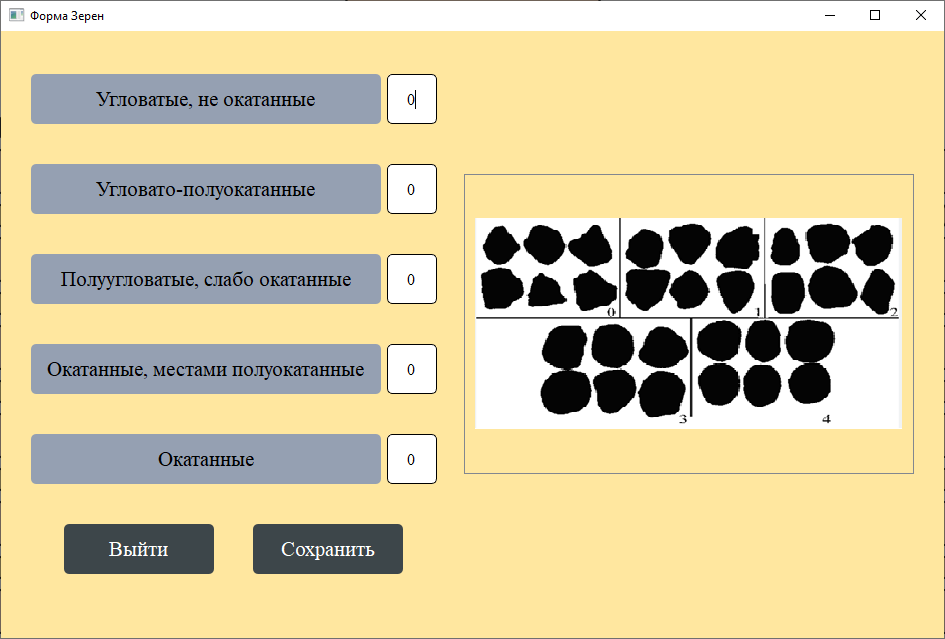 Форма Зерен
Угловатые, не окатанные 0
Угловато-полуокатанные 0
Полуугловатые, слабо окатанные 0
Окатанные, местами полуокатанные 0
Окатанные 0
Выйти Сохранить
0 1 2
3 4